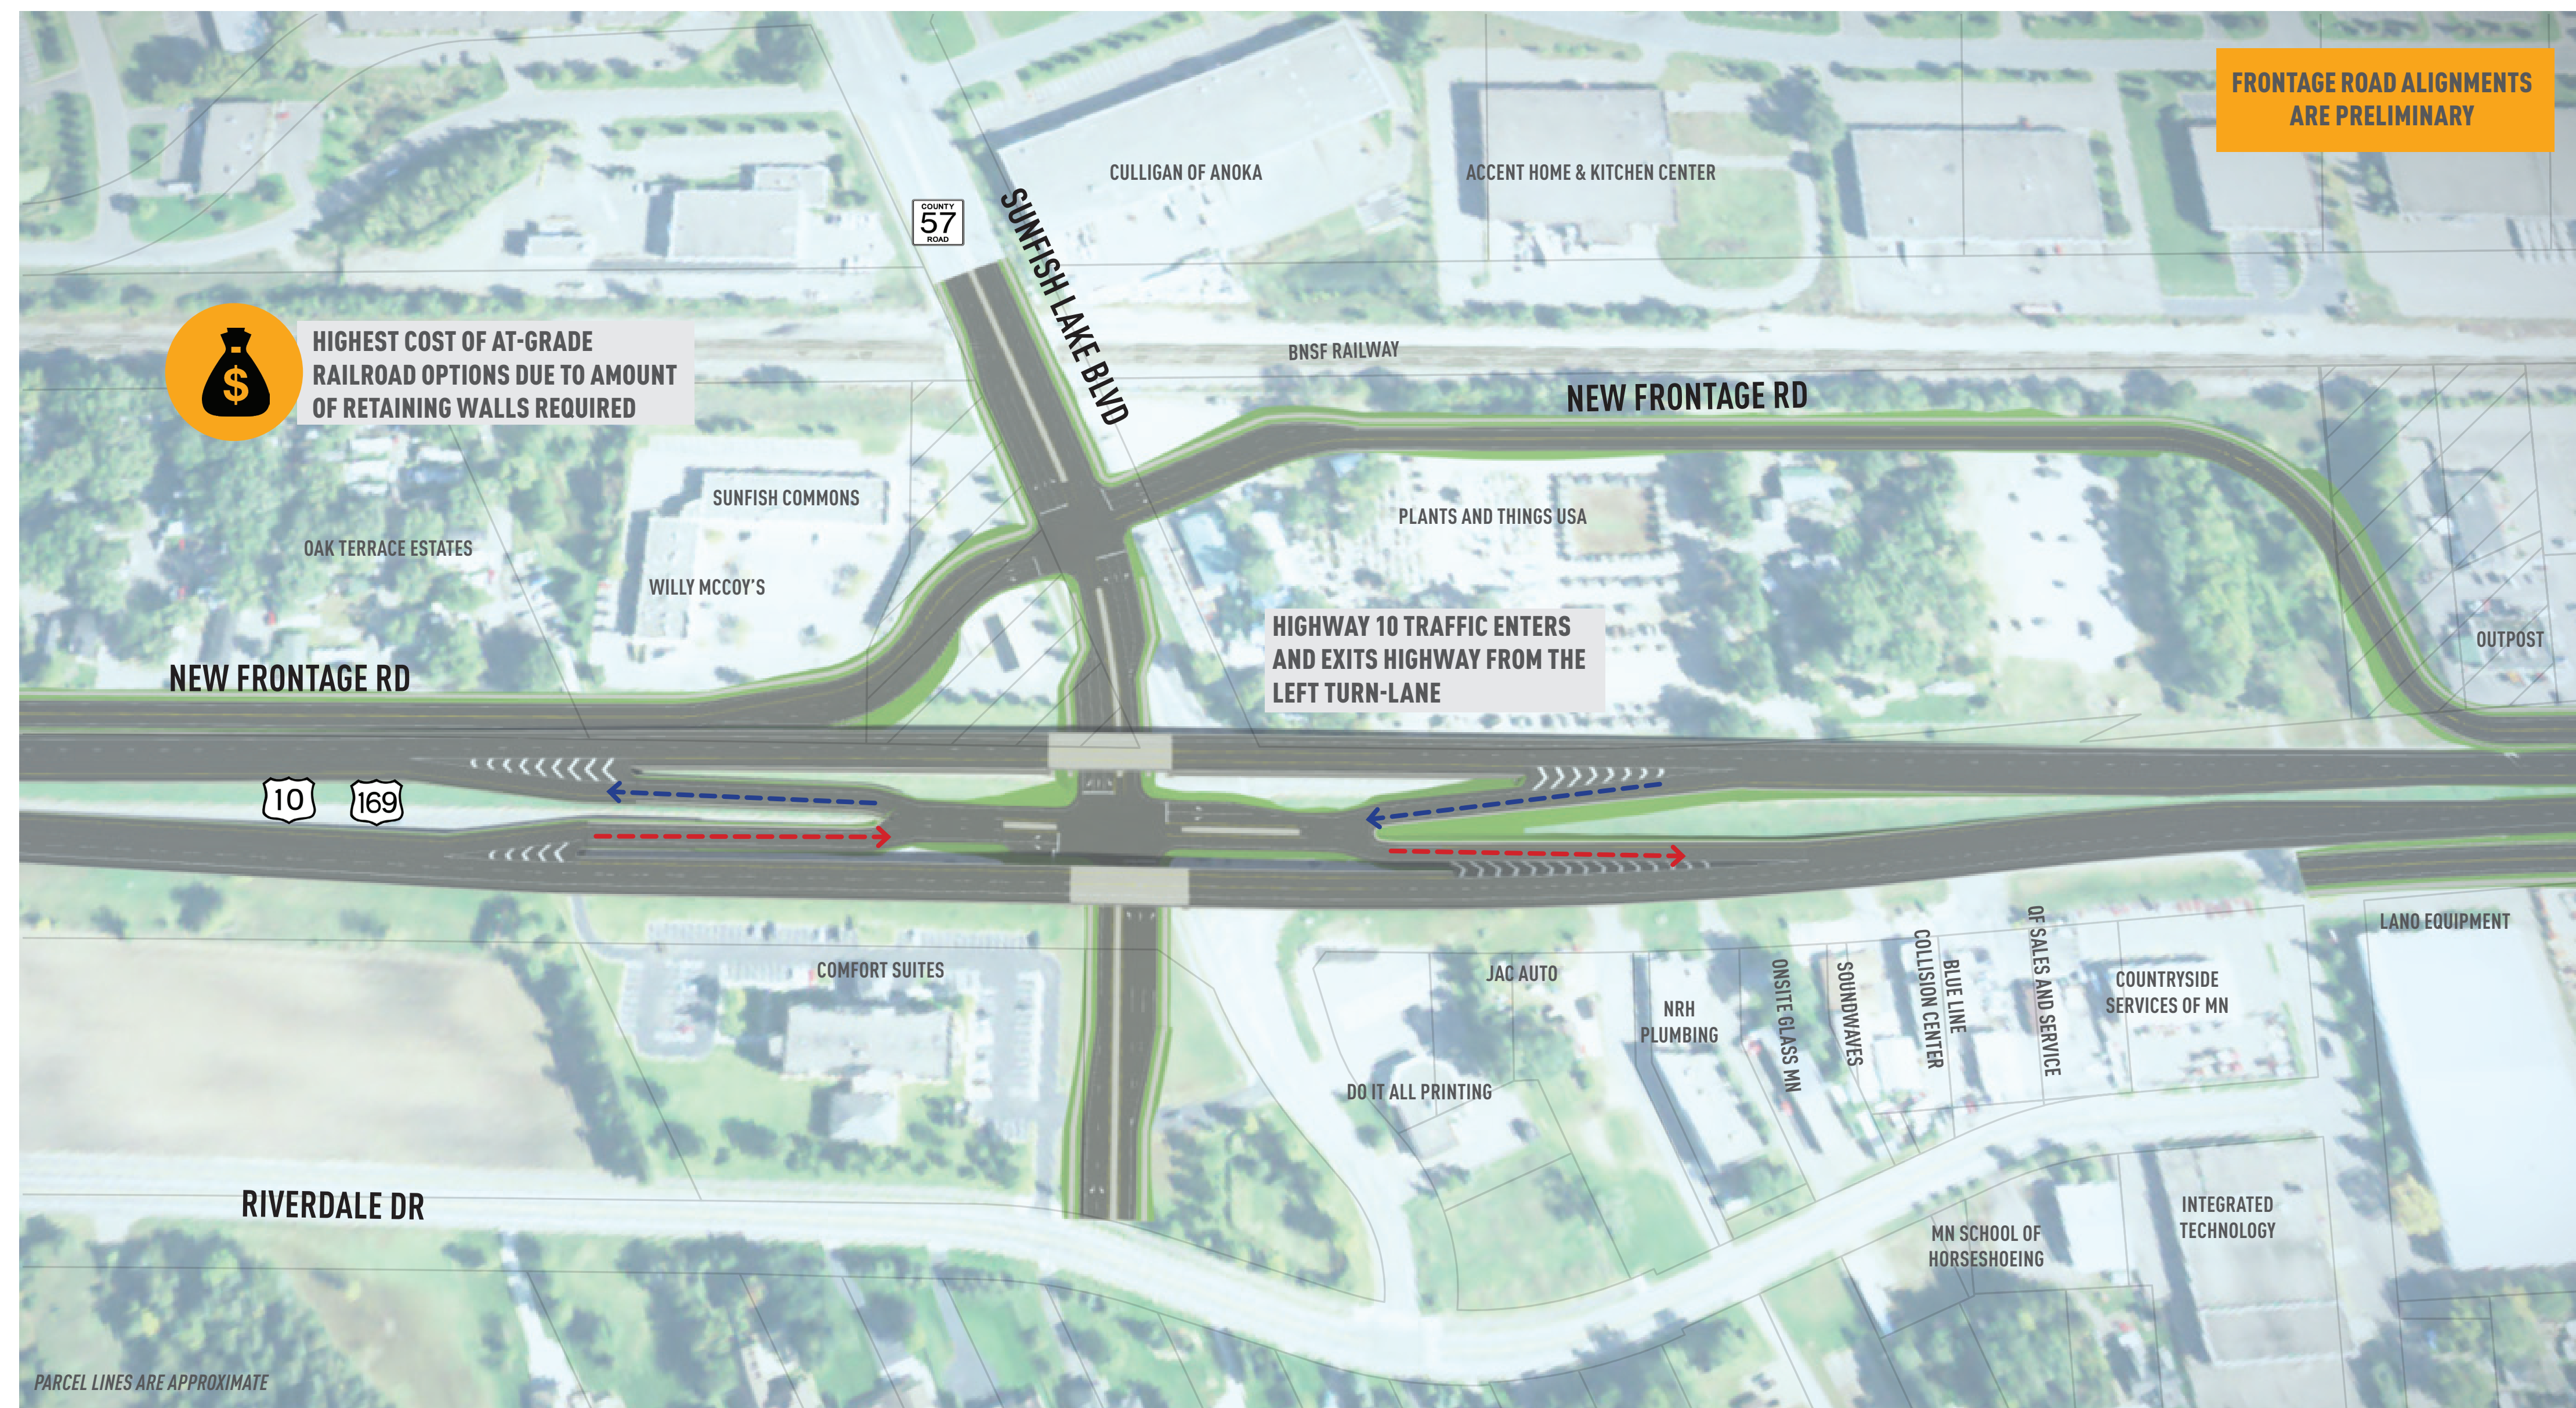 FRONTAGE ROAD ALIGNMENTS
ARE PRELIMINARY
CULLIGAN OF ANOKA
ACCENT HOME & KITCHEN CENTER
COUNTY
57
ROAD
SUNFISH LAKE BLVD
HIGHEST COST OF AT-GRADE
RAILROAD OPTIONS DUE TO AMOUNT
OF RETAINING WALLS REQUIRED
$
BNSF RAILWAY
NEW FRONTAGE RD
SUNFISH COMMONS
PLANTS AND THINGS USA
OAK TERRACE ESTATES
WILLY MCCOY'S
HIGHWAY 10 TRAFFIC ENTERS
AND EXITS HIGHWAY FROM THE
LEFT TURN-LANE
OUTPOST
NEW FRONTAGE RD
10
169
LANO EQUIPMENT
COMFORT SUITES
JAC AUTO
NRH
PLUMBING
ONSITE GLASS MN
SOUNDWAVES
BLUE LINE
COLLISION CENTER
QF SALES AND SERVICE
COUNTRYSIDE
SERVICES OF MN
DO IT ALL PRINTING
RIVERDALE DR
MN SCHOOL OF
HORSESHOEING
INTEGRATED
TECHNOLOGY
PARCEL LINES ARE APPROXIMATE